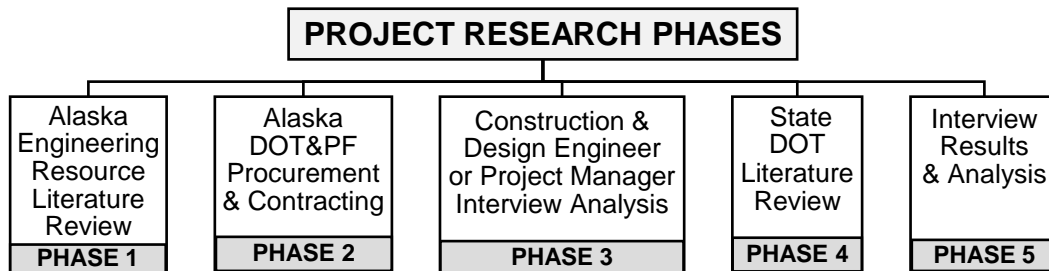 PROJECT RESEARCH PHASES
Alaska
Engineering
Resource
Literature
Review
PHASE 1
Alaska
DOT&PF
Procurement
& Contracting
PHASE 2
Construction &
Design Engineer
or Project Manager
Interview Analysis
PHASE 3
State
DOT
Literature
Review
PHASE 4
Interview
Results
& Analysis
PHASE 5